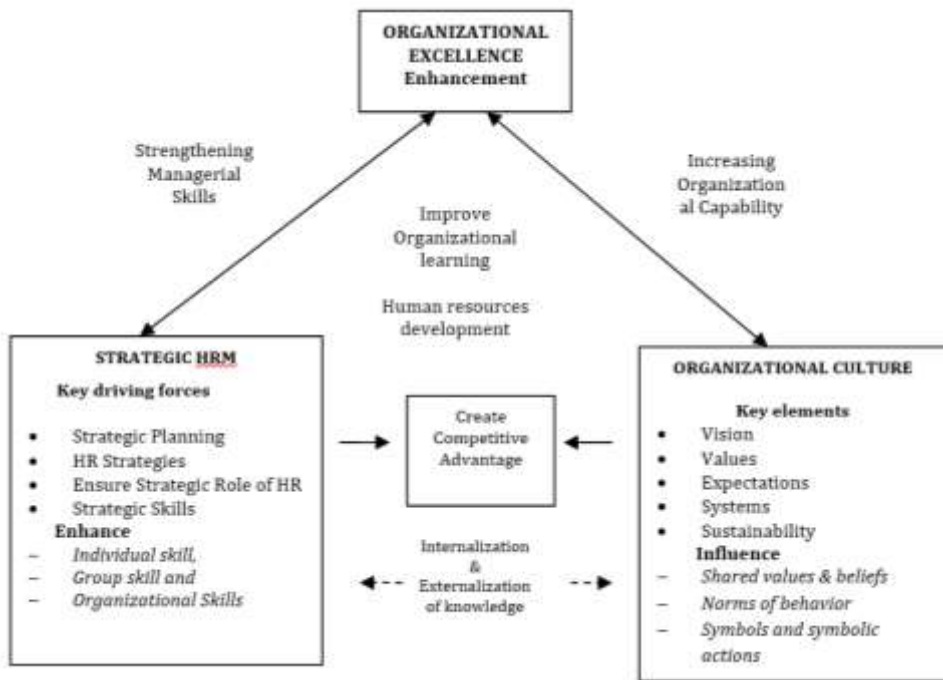 ORGANIZATIONAL
EXCELLENCE
Enhancement
Strengthening
Managerial
Skills
Increasing
Organization
al Capability
Improve
Organizational
learning
Human resources
development
STRATEGIC HRM
Key driving forces
• Strategic Planning
• HR Strategies
• Ensure Strategic Role of HR
• Strategic Skills
Enhance
– Individual skill,
– Group skill and
– Organizational Skills
Create
Competitive
Advantage
Internalization
&
Externalization
of knowledge
ORGANIZATIONAL CULTURE
Key elements
• Vision
• Values
• Expectations
• Systems
• Sustainability
Influence
– Shared values & beliefs
– Norms of behavior
– Symbols and symbolic
actions